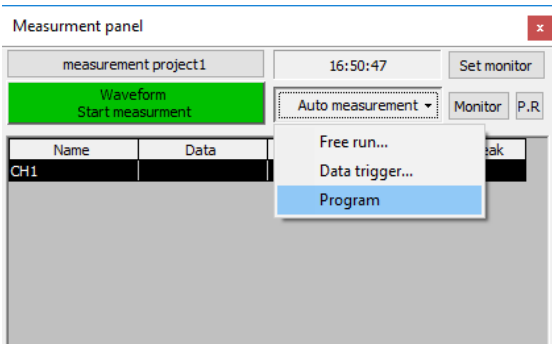 Measurment panel
x
measurement project1
16:50:47
Set monitor
Waveform
Start measurment
Auto measurement
Monitor
P.R
Name
Data
Free run...
Data trigger...
Program
CH1